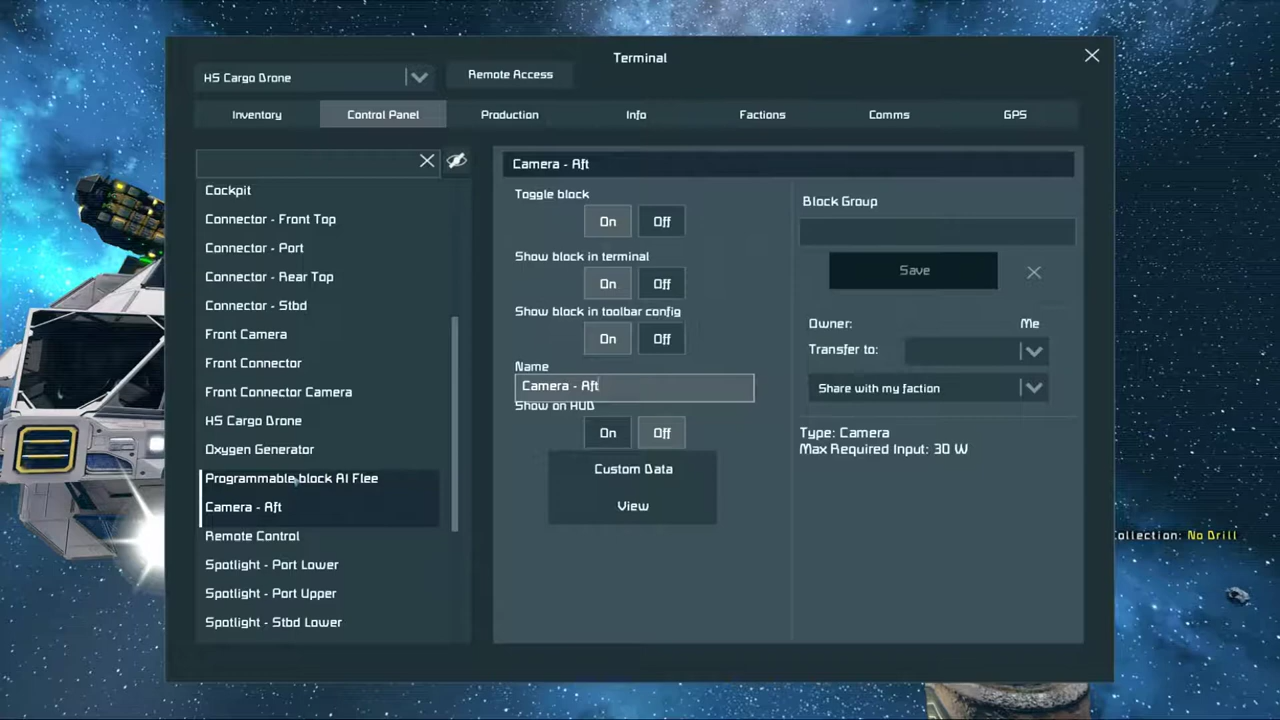 Terminal
HS Cargo Drone
Remote Access
Inventory
Control Panel
Production
Info
Factions
Comms
GPS
Cockpit
Connector - Front Top
Connector - Port
Connector - Rear Top
Connector - Stbd
Front Camera
Front Connector
Front Connector Camera
HS Cargo Drone
Oxygen Generator
Programmable block AI Flee
Camera - Aft
Remote Control
Spotlight - Port Lower
Spotlight - Port Upper
Spotlight - Stbd Lower
Camera - Aft
Toggle block
On Off
Show block in terminal
On Off
Show block in toolbar config
On Off
Name
Camera - Aft
Show on HUD
On Off
Custom Data
View
Block Group
Save
Owner: Me
Transfer to:
Share with my faction
Type: Camera
Max Required Input: 30 W
ollection: No Drill